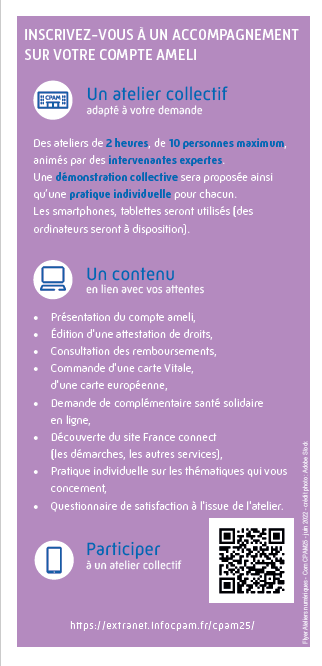 INSCRIVEZ-VOUS À UN ACCOMPAGNEMENT
SUR VOTRE COMPTE AMELI
CPAM
Un atelier collectif
adapté à votre demande
Des ateliers de 2 heures, de 10 personnes maximum,
animés par des intervenantes expertes.
Une démonstration collective sera proposée ainsi
qu'une pratique individuelle pour chacun.
Les smartphones, tablettes seront utilisés (des
ordinateurs seront à disposition).
Un contenu
en lien avec vos attentes
• Présentation du compte ameli,
• Édition d'une attestation de droits,
• Consultation des remboursements,
• Commande d'une carte Vitale,
d'une carte européenne,
• Demande de complémentaire santé solidaire
en ligne,
• Découverte du site France connect
(les démarches, les autres services),
• Pratique individuelle sur les thématiques qui vous
concernent,
• Questionnaire de satisfaction à l'issue de l'atelier.
Participer
à un atelier collectif
https://extranet.infocpam.fr/cpam25/
Flyer Ateliers numériques - Com CPAM25 - juin 2022 - crédit photo : Adobe Stock